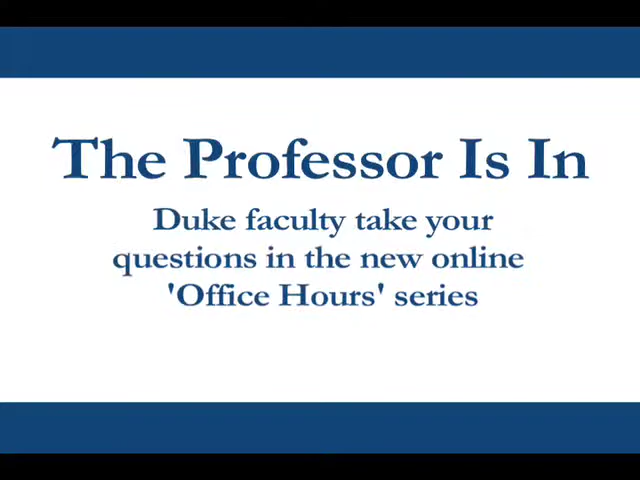 The Professor Is In
Duke faculty take your
questions in the new online
'Office Hours' series